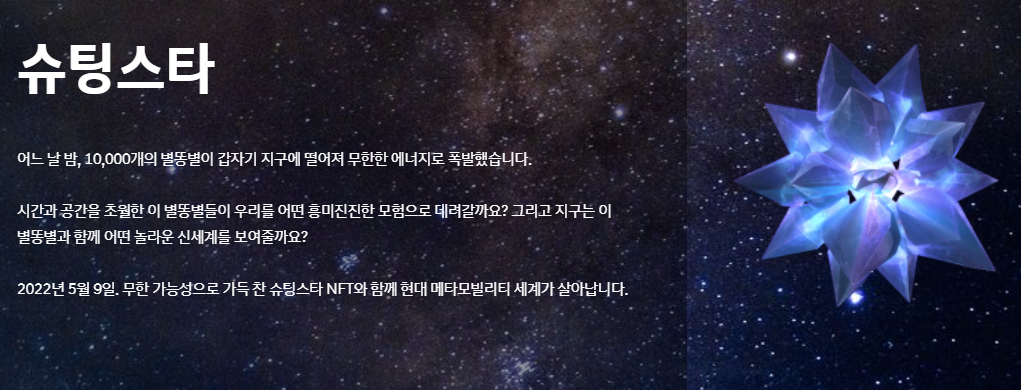 슈팅스타
어느 날 밤, 10,000개의 별똥별이 갑자기 지구에 떨어져 무한한 에너지로 폭발했습니다.
시간과 공간을 초월한 이 별똥별들이 우리를 어떤 흥미진진한 모험으로 데려갈까요? 그리고 지구는 이
별똥별과 함께 어떤 놀라운 신세계를 보여줄까요?
2022년 5월 9일. 무한 가능성으로 가득 찬 슈팅스타 NFT와 함께 현대 메타모빌리티 세계가 살아납니다.